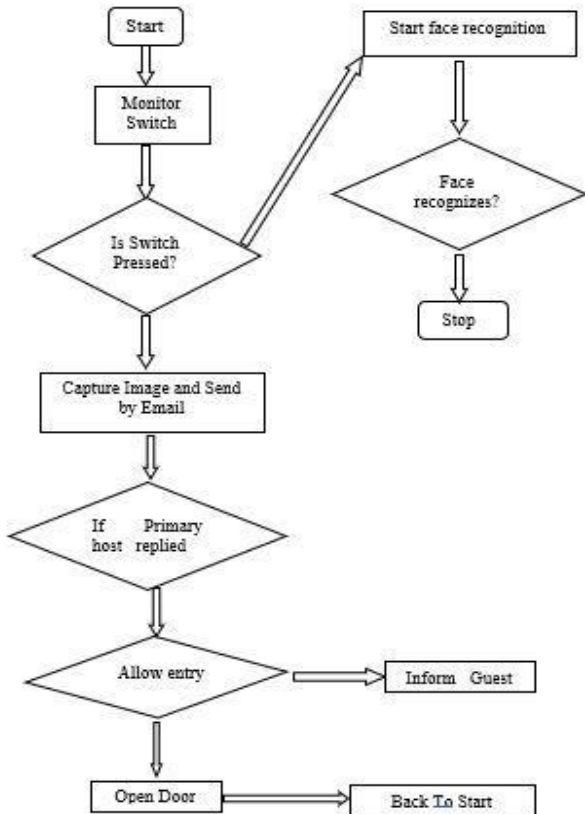 Start
Monitor
Switch
Is Switch
Pressed?
Capture Image and Send
by Email
If Primary
host replied
Allow entry
Inform Guest
Open Door
Back To Start
Start face recognition
Face
recognizes?
Stop